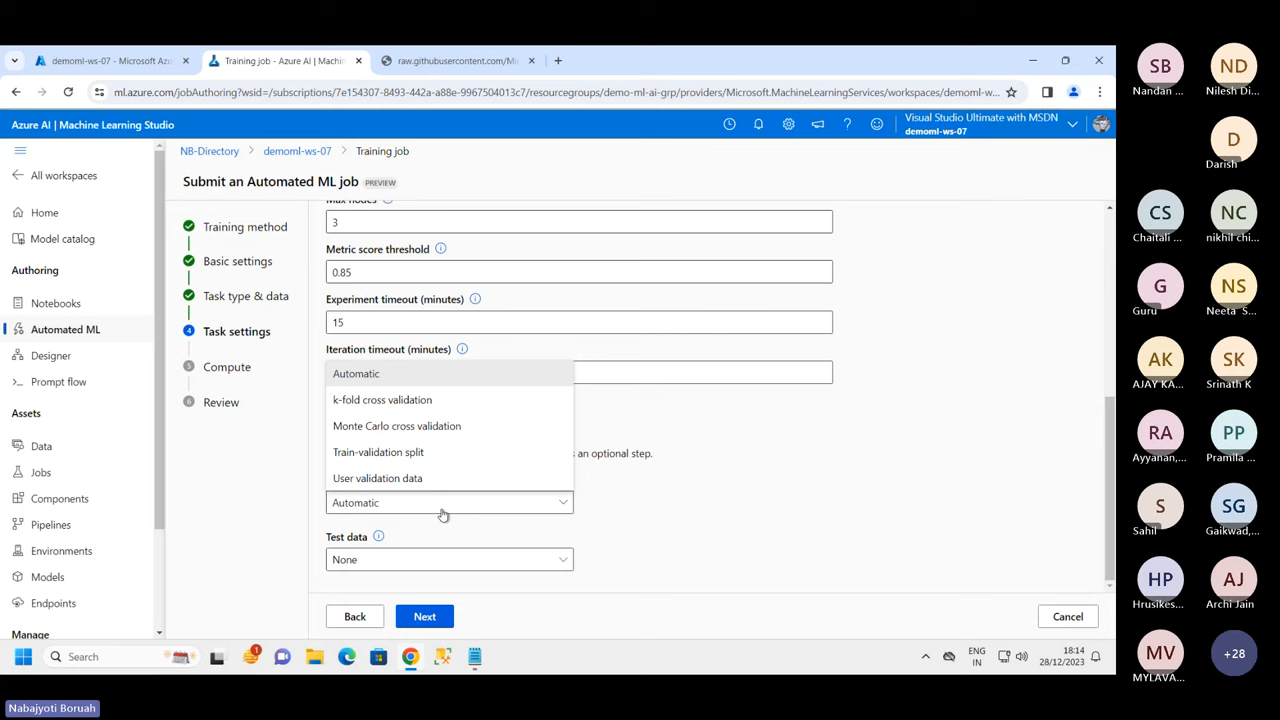 demoml-ws-07 - Microsoft Azure
Training job - Azure AI | Machin
raw.githubusercontent.com/Mi
ml.azure.com/jobAuthoring?wsid=/subscriptions/7e154307-8493-442a-a88e-9967504013c7/resourcegroups/demo-ml-ai-grp/providers/Microsoft.MachineLearningServices/workspaces/demoml-w...
Azure AI | Machine Learning Studio
Visual Studio Ultimate with MSDN
demoml-ws-07
All workspaces
Home
Model catalog
Authoring
Notebooks
Automated ML
Designer
Prompt flow
Assets
Data
Jobs
Components
Pipelines
Environments
Models
Endpoints
Manage
NB-Directory > demoml-ws-07 > Training job
Submit an Automated ML job PREVIEW
Training method
Basic settings
Task type & data
4 Task settings
5 Compute
6 Review
Max nodes
3
Metric score threshold
0.85
Experiment timeout (minutes)
15
Iteration timeout (minutes)
Automatic
k-fold cross validation
Monte Carlo cross validation
Train-validation split
User validation data
an optional step.
Automatic
Test data
None
Back
Next
Cancel
Search
1
ENG
IN
18:14
28/12/2023
SB
Nandan ...
ND
Nilesh Di...
D
Darish
CS
Chaitali ...
NC
nikhil chi...
G
Guru
NS
Neeta S...
AK
AJAY KA...
SK
Srinath K
RA
Ayyanan,...
PP
Pramila ...
S
Sahil
SG
Gaikwad,...
HP
Hrusikes...
AJ
Archi Jain
MV
MYLAVA...
+28
Nabajyoti Boruah